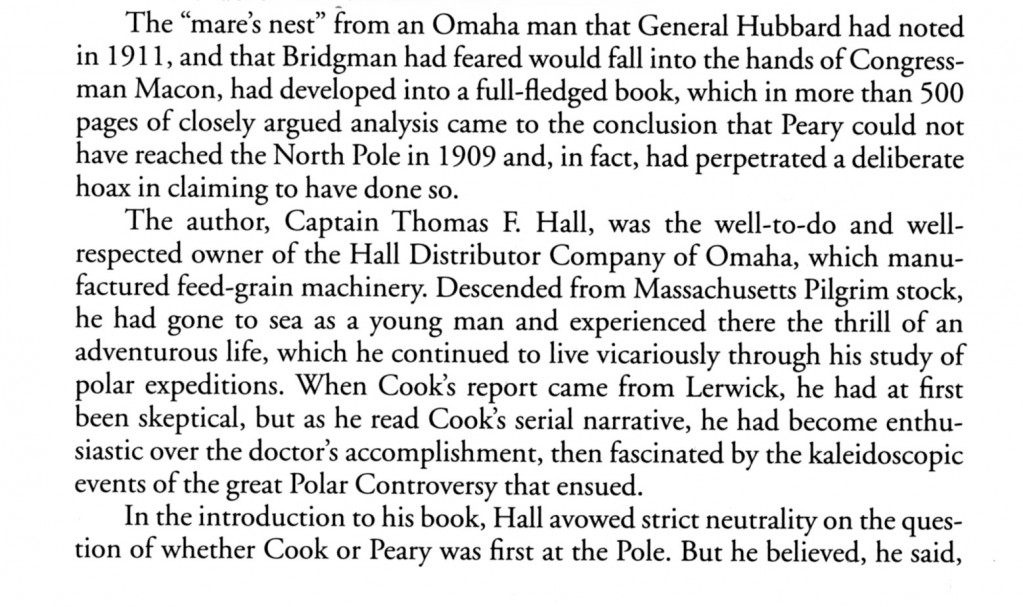 The “mare’s nest” from an Omaha man that General Hubbard had noted
in 1911, and that Bridgman had feared would fall into the hands of Congress-
man Macon, had developed into a full-fledged book, which in more than 500
pages of closely argued analysis came to the conclusion that Peary could not
have reached the North Pole in 1909 and, in fact, had perpetrated a deliberate
hoax in claiming to have done so.
The author, Captain Thomas F. Hall, was the well-to-do and well-
respected owner of the Hall Distributor Company of Omaha, which manu-
factured feed-grain machinery. Descended from Massachusetts Pilgrim stock,
he had gone to sea as a young man and experienced there the thrill of an
adventurous life, which he continued to live vicariously through his study of
polar expeditions. When Cook’s report came from Lerwick, he had at first
been skeptical, but as he read Cook’s serial narrative, he had become enthu-
siastic over the doctor’s accomplishment, then fascinated by the kaleidoscopic
events of the great Polar Controversy that ensued.
In the introduction to his book, Hall avowed strict neutrality on the ques-
tion of whether Cook or Peary was first at the Pole. But he believed, he said,